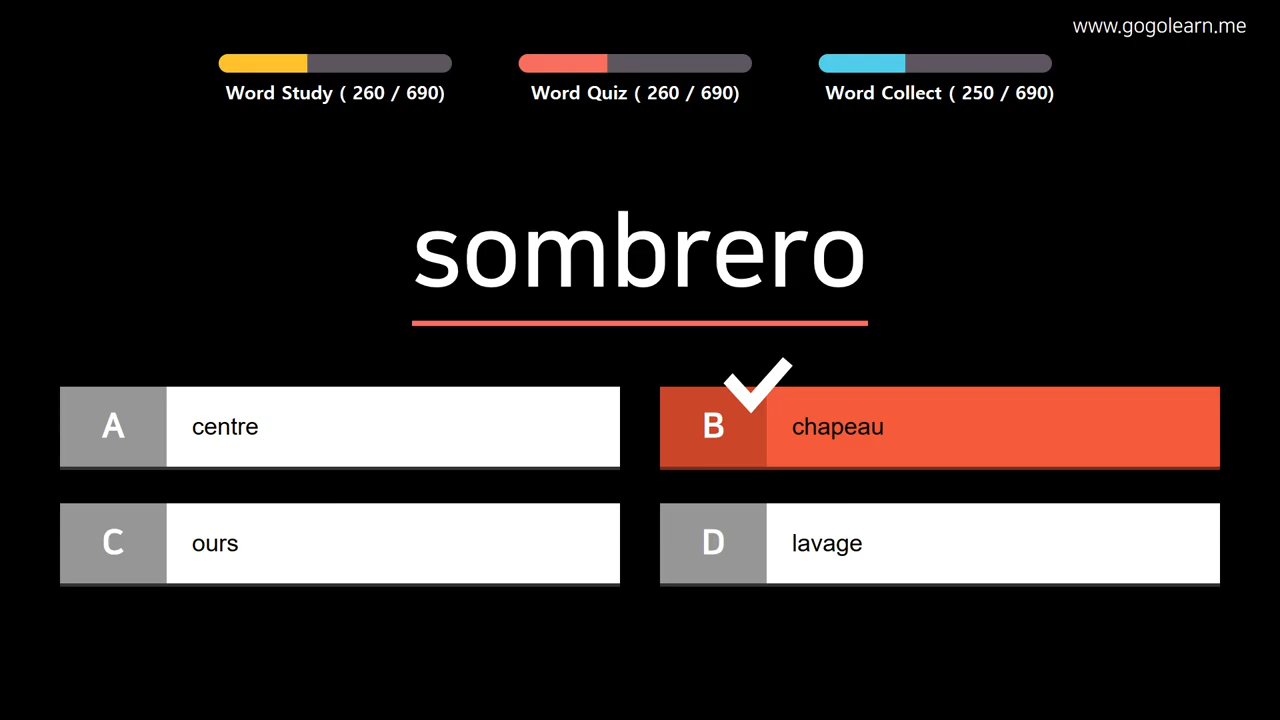 www.gogolearn.me
Word Study ( 260 / 690)
Word Quiz ( 260 / 690)
Word Collect ( 250 / 690)
sombrero
A centre
B chapeau
C ours
D lavage